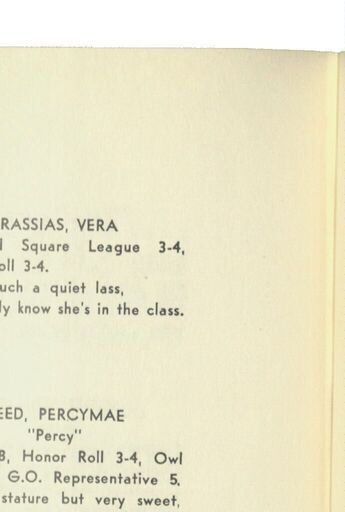 RASSIAS, VERA
Square League 3-4,
oll 3-4.
uch a quiet lass,
ly know she's in the class.
EED, PERCYMAE
"Percy"
8, Honor Roll 3-4, Owl
G.O. Representative 5.
stature but very sweet,